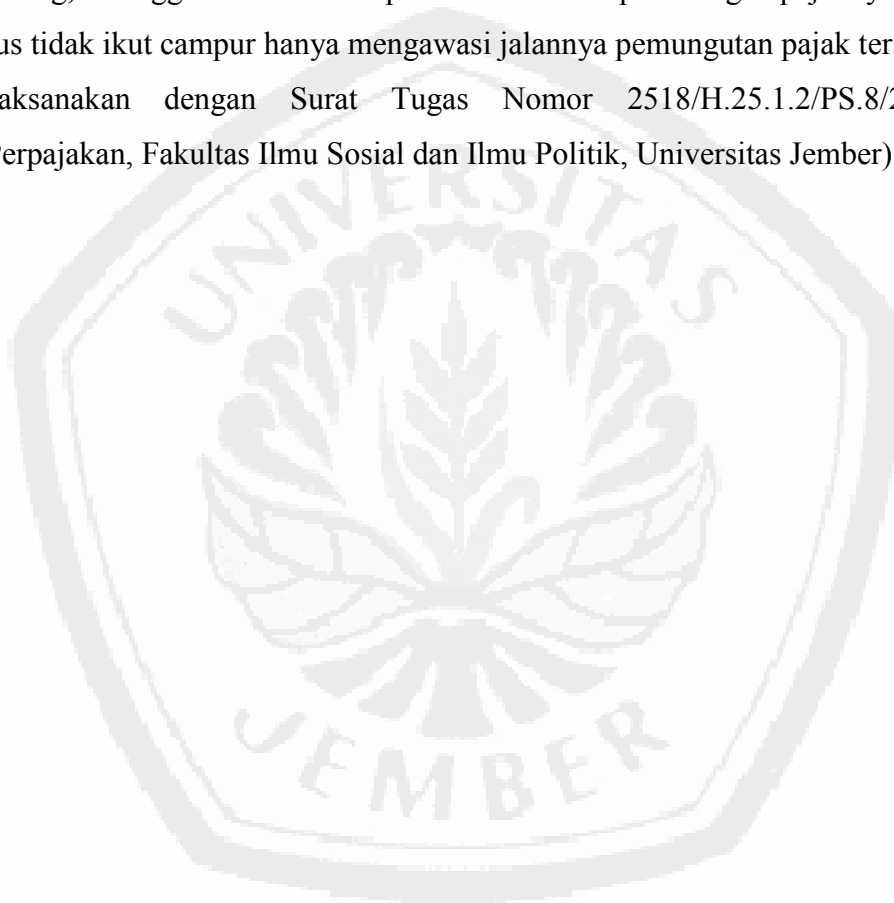 us tidak ikut campur hanya mengawasi jalannya pemungutan pajak ter
aksanakan dengan Surat Tugas Nomor 2518/H.25.1.2/PS.8/2
Perpajakan, Fakultas Ilmu Sosial dan Ilmu Politik, Universitas Jember)
UNIVERSITAS
JEMBER